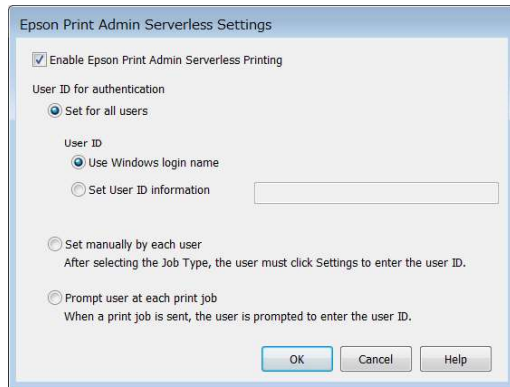 Epson Print Admin Serverless Settings
Enable Epson Print Admin Serverless Printing
User ID for authentication
Set for all users
User ID
Use Windows login name
Set User ID information
Set manually by each user
After selecting the Job Type, the user must click Settings to enter the user ID.
Prompt user at each print job
When a print job is sent, the user is prompted to enter the user ID.
OK Cancel Help